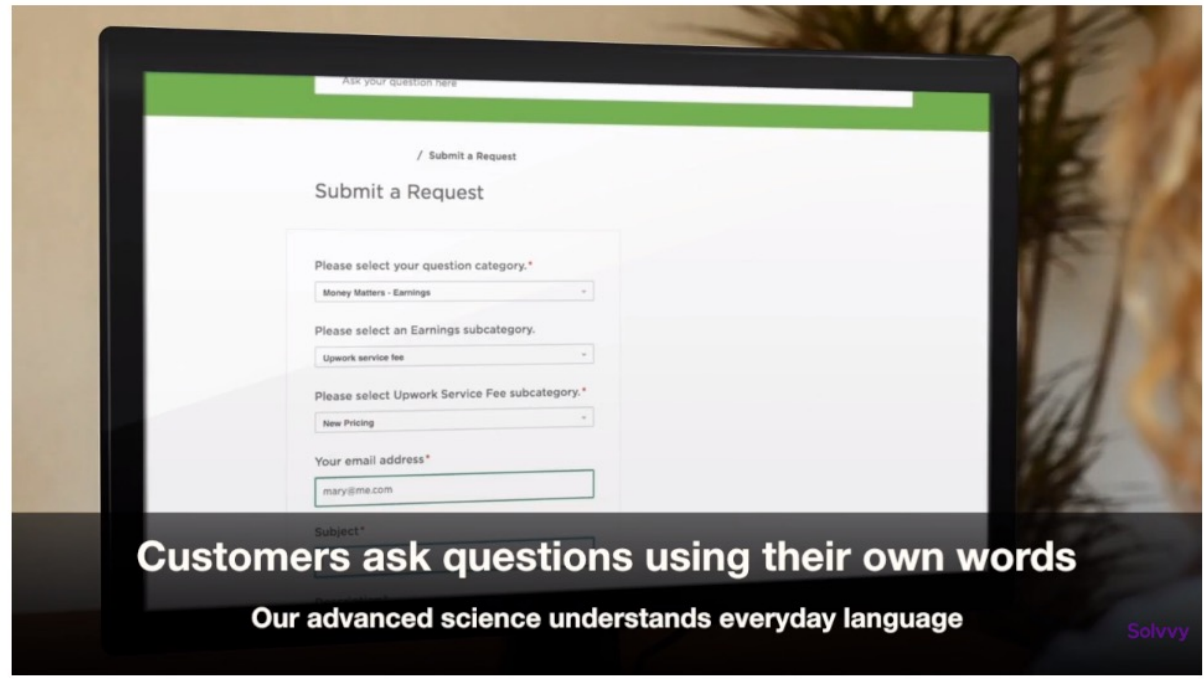 Ask your question here
/ Submit a Request
Submit a Request
Please select your question category.*
Money Matters - Earnings
Please select an Earnings subcategory.
Upwork service fee
Please select Upwork Service Fee subcategory.*
New Pricing
Your email address*
mary@me.com
Subject*
Customers ask questions using their own words
Our advanced science understands everyday language
Solvvy